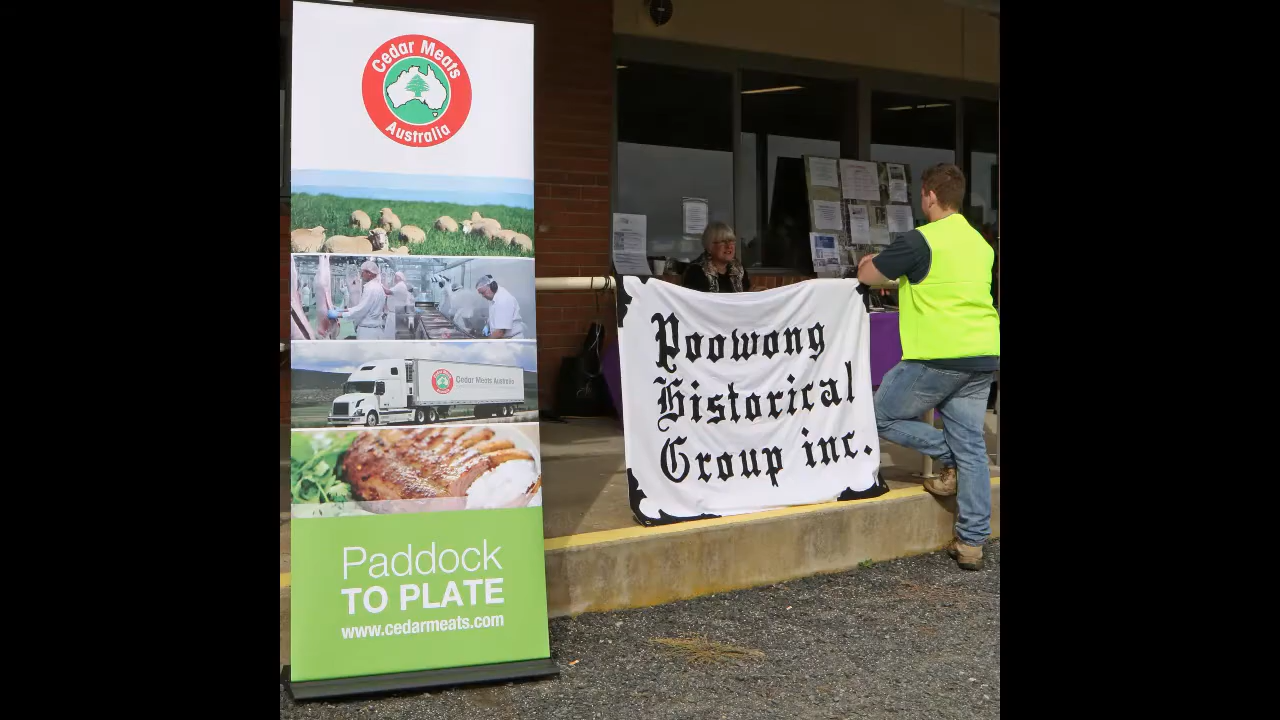 Cedar Meats
Australia
Cedar Meats Australia
Paddock
TO PLATE
www.cedarmeats.com
Poowong
Historical
Group inc.